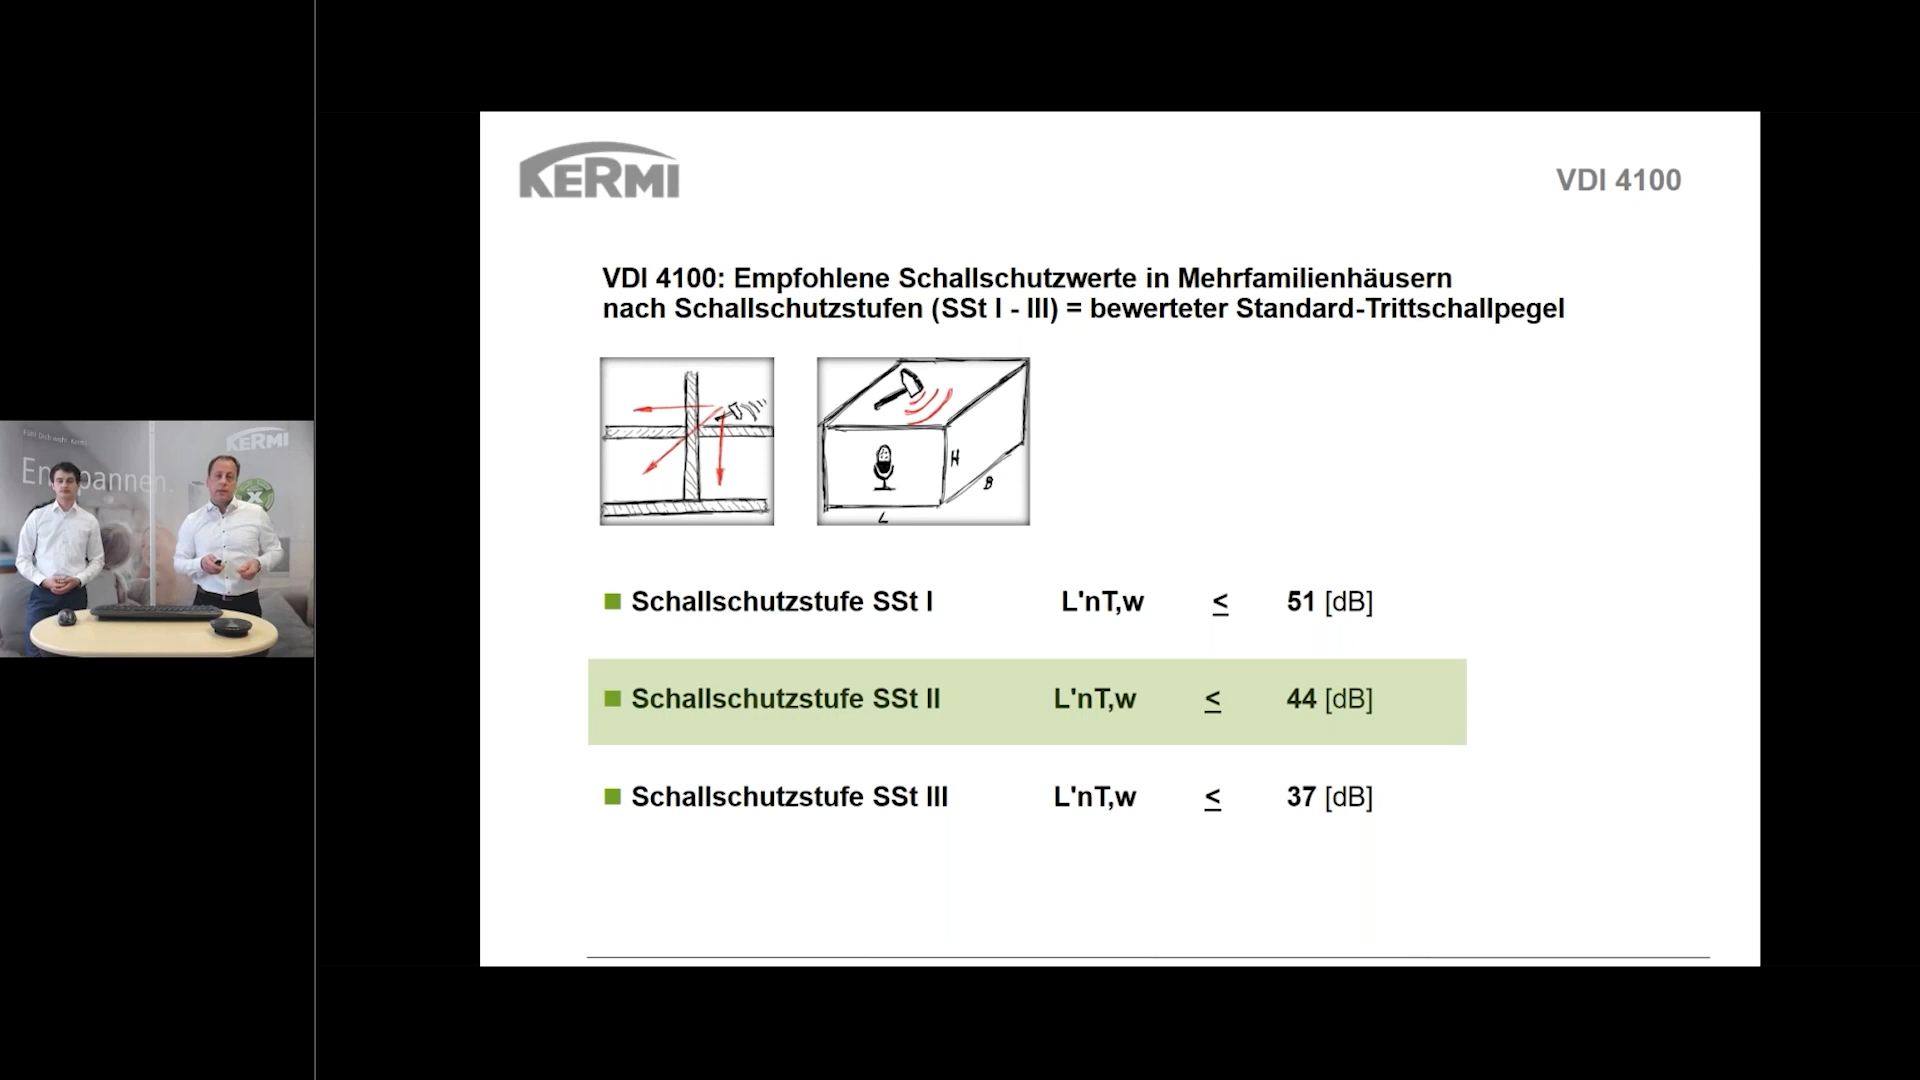 KERMI
VDI 4100
VDI 4100: Empfohlene Schallschutzwerte in Mehrfamilienhäusern
nach Schallschutzstufen (SSt I - III) = bewerteter Standard-Trittschallpegel
H
B
L
Schallschutzstufe SSt I L'nT,w ≤ 51 [dB]
Schallschutzstufe SSt II L'nT,w ≤ 44 [dB]
Schallschutzstufe SSt III L'nT,w ≤ 37 [dB]
KERMI